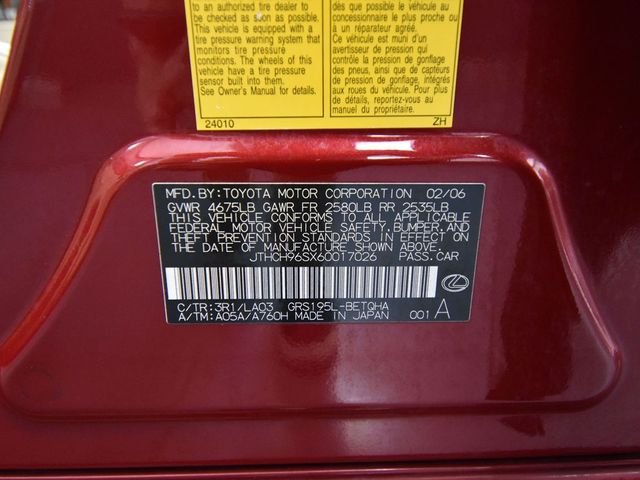 to an authorized tire dealer to
be checked as soon as possible.
This vehicle is equipped with a
tire pressure warning system that
monitors tire pressure
conditions. The wheels of this
vehicle have a tire pressure
sensor built into them.
See Owner's Manual for details.
24010
dès que possible au
concessionnaire le plus proche ou
à un réparateur agréé.
Ce véhicule est muni d'un
avertisseur de pression qui
contrôle la pression de gonflage
des pneus, ainsi que de capteurs
de pression de gonflage, intégrés
aux roues du véhicule. Pour
plus de détails, reportez-vous au
manuel du propriétaire.
ZH
MFD. BY: TOYOTA MOTOR CORPORATION 02/06
GVWR 4675LB GAWR FR 2580LB RR 2535LB
THIS VEHICLE CONFORMS TO ALL APPLICABLE
FEDERAL MOTOR VEHICLE SAFETY, BUMPER, AND
THEFT PREVENTION STANDARDS IN EFFECT ON
THE DATE OF MANUFACTURE SHOWN ABOVE.
JTHCH96SX60017026 PASS. CAR
C/TR: 3R1/LA03 GRS195L-BETQHA
A/TM: A05A/A760H MADE IN JAPAN 001 A